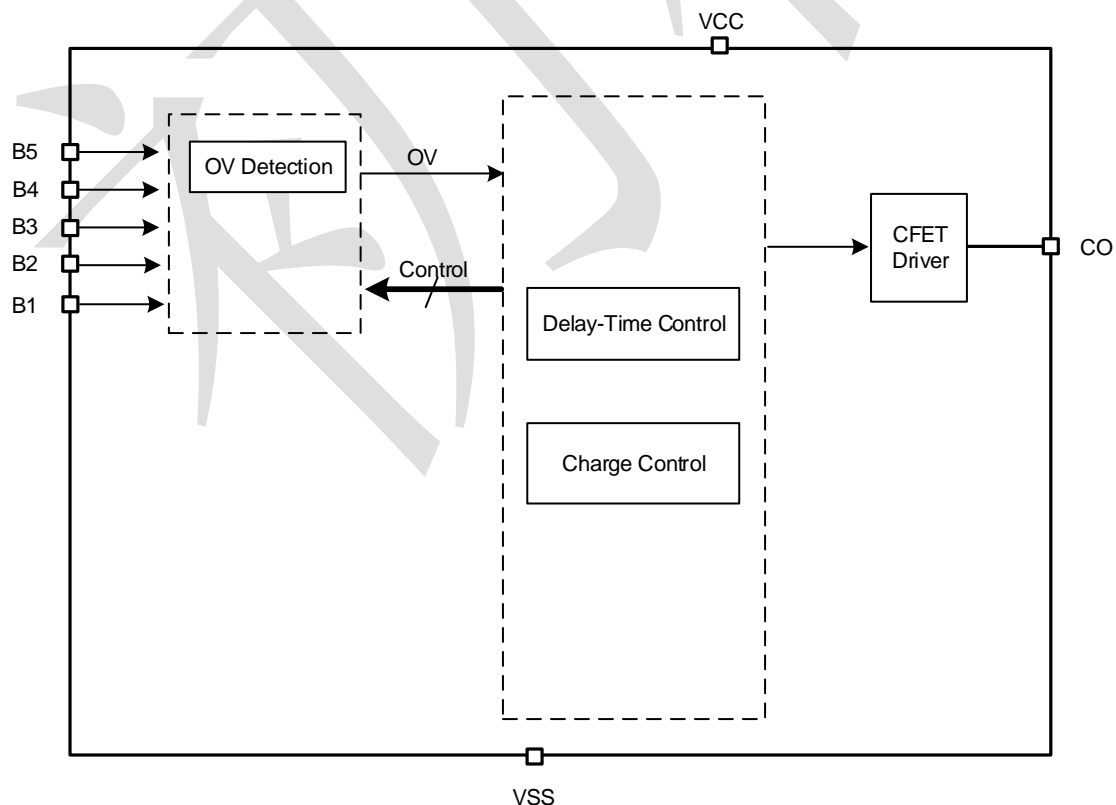 VCC
B5
B4
B3
B2
B1
OV Detection
OV
Control
Delay-Time Control
Charge Control
CFET
Driver
CO
VSS